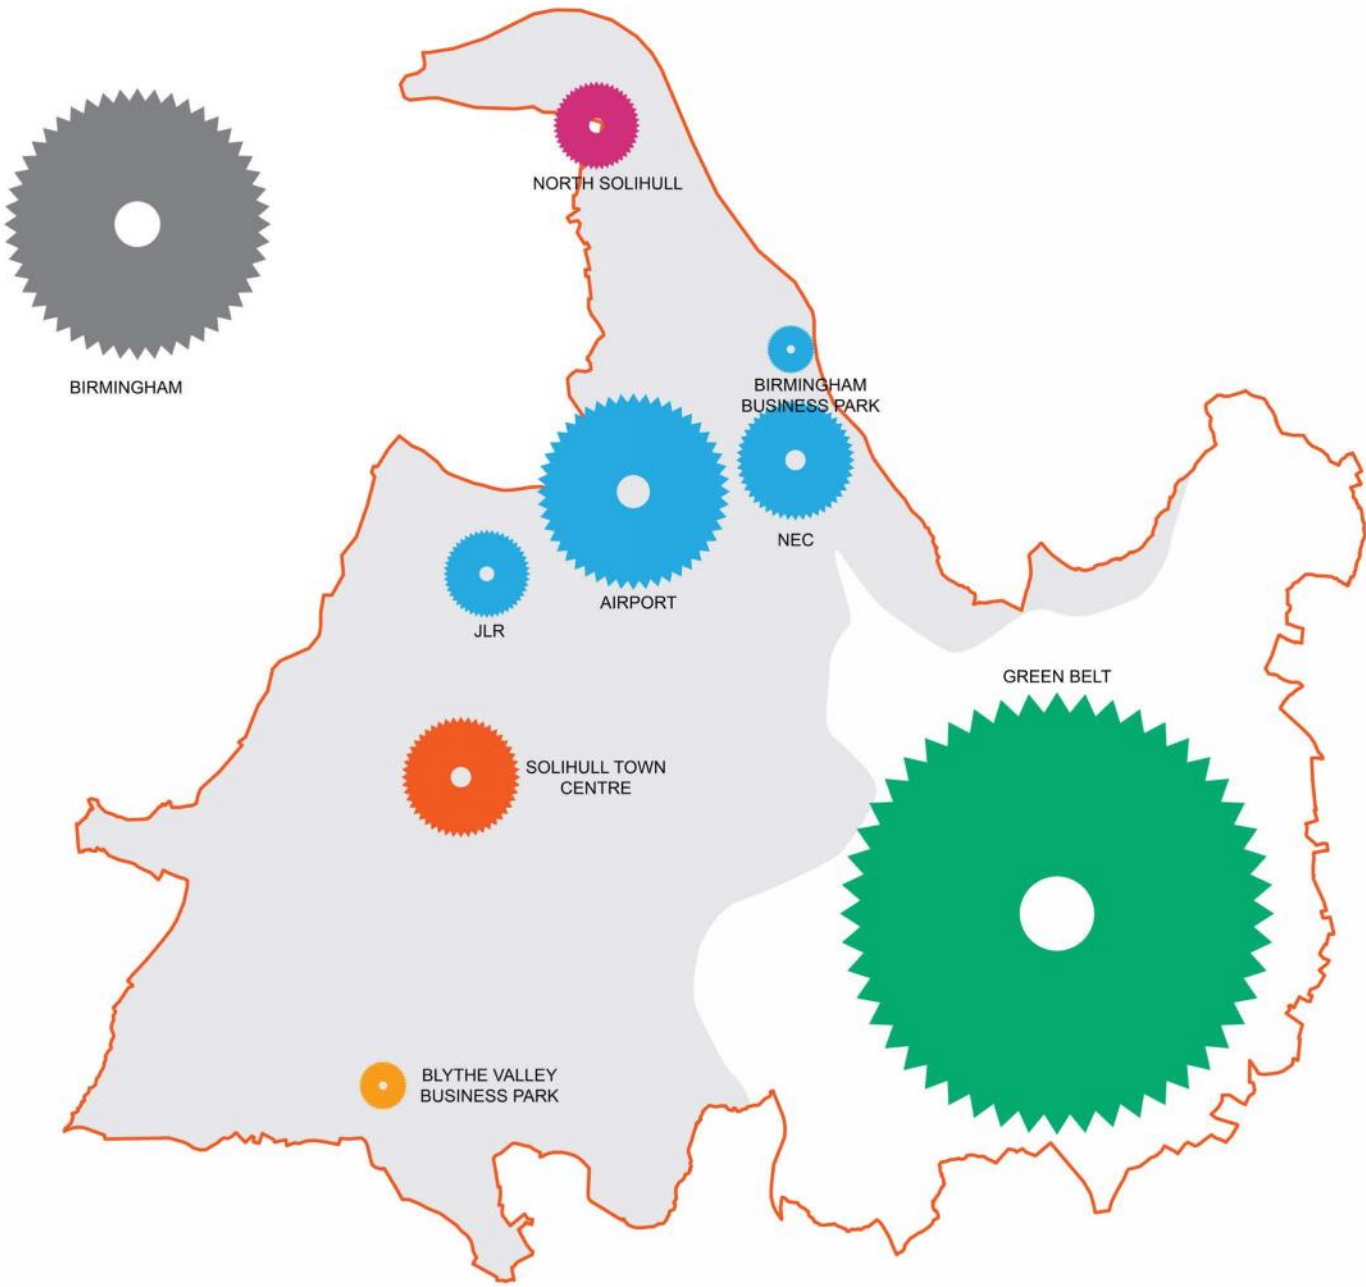 NORTH SOLIHULL
BIRMINGHAM
BIRMINGHAM
BUSINESS PARK
NEC
AIRPORT
JLR
GREEN BELT
SOLIHULL TOWN
CENTRE
BLYTHE VALLEY
BUSINESS PARK